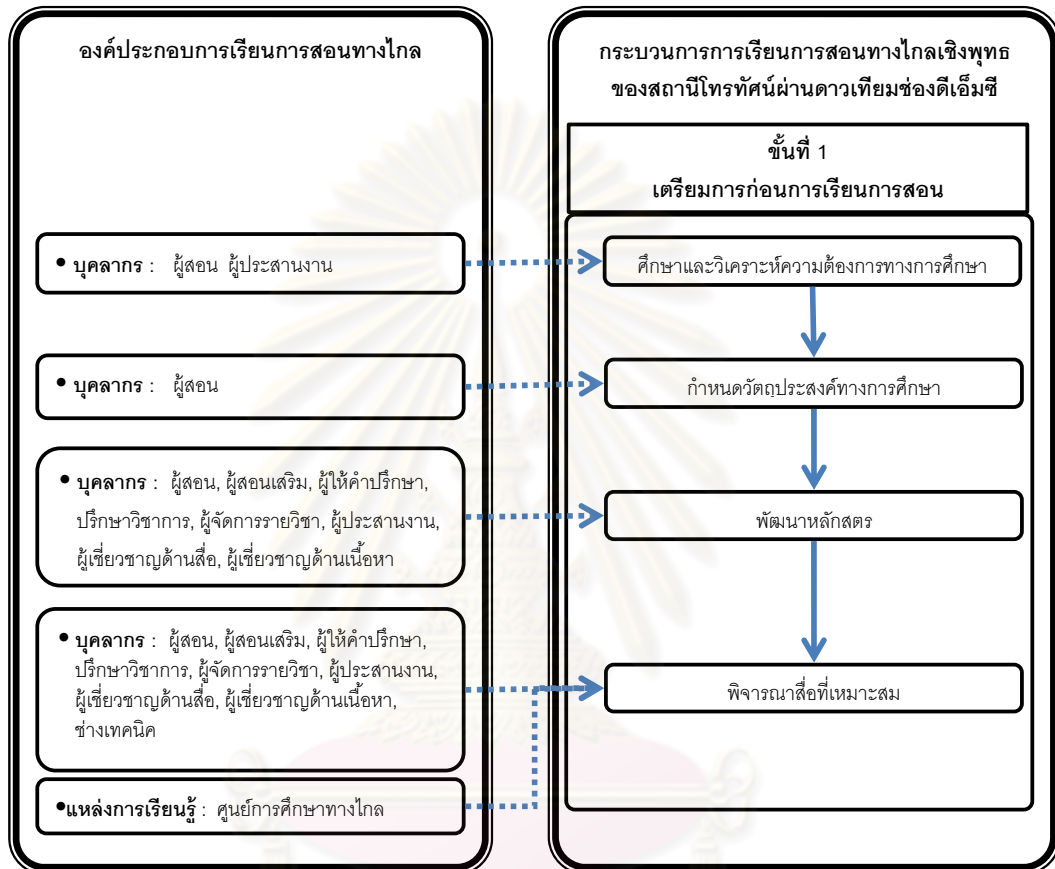 องค์ประกอบการเรียนการสอนทางไกล
• บุคลากร : ผู้สอน ผู้ประสานงาน
• บุคลากร : ผู้สอน
• บุคลากร : ผู้สอน, ผู้สอนเสริม, ผู้ให้คำปรึกษา,
ปรึกษาวิชาการ, ผู้จัดการรายวิชา, ผู้ประสานงาน,
ผู้เชี่ยวชาญด้านสื่อ, ผู้เชี่ยวชาญด้านเนื้อหา
• บุคลากร : ผู้สอน, ผู้สอนเสริม, ผู้ให้คำปรึกษา,
ปรึกษาวิชาการ, ผู้จัดการรายวิชา, ผู้ประสานงาน,
ผู้เชี่ยวชาญด้านสื่อ, ผู้เชี่ยวชาญด้านเนื้อหา,
ช่างเทคนิค
•แหล่งการเรียนรู้ : ศูนย์การศึกษาทางไกล
กระบวนการการเรียนการสอนทางไกลเชิงพุทธ
ของสถานีโทรทัศน์ผ่านดาวเทียมช่องดีเอ็มซี
ขั้นที่ 1
เตรียมการก่อนการเรียนการสอน
ศึกษาและวิเคราะห์ความต้องการทางการศึกษา
กำหนดวัตถุประสงค์ทางการศึกษา
พัฒนาหลักสตร
พิจารณาสื่อที่เหมาะสม